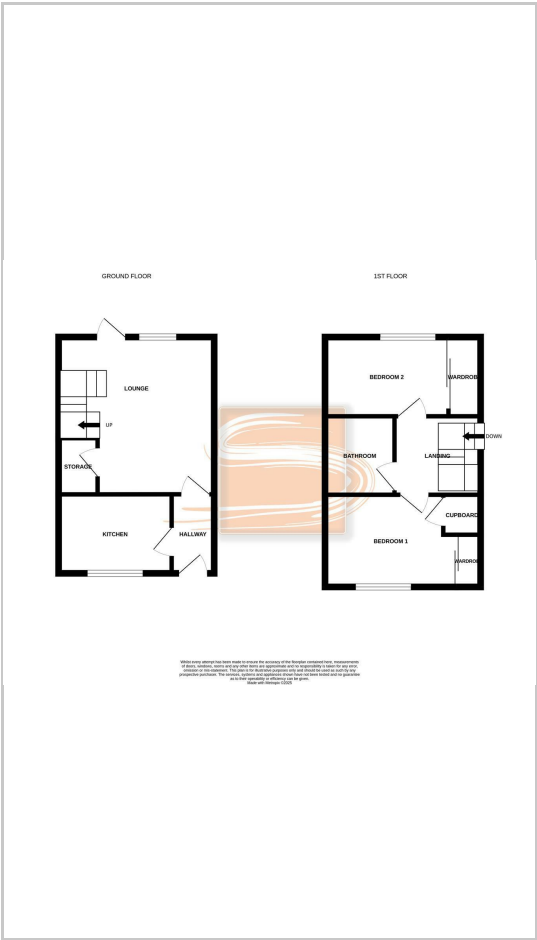 GROUND FLOOR
1ST FLOOR
LOUNGE
UP
STORAGE
KITCHEN
HALLWAY
BEDROOM 2
WARDROB
BATHROOM
LANDING
DOWN
CUPBOARD
BEDROOM 1
WARDROB
Whilst every attempt has been made to ensure the accuracy of the floorplan contained here, measurements
of doors, windows, rooms and any other items are approximate and no responsibility is taken for any error,
omission or mis-statement. This plan is for illustrative purposes only and should be used as such by any
prospective purchaser. The services, systems and appliances shown have not been tested and no guarantee
as to their operability or efficiency can be given.
Made with Metropix ©2025